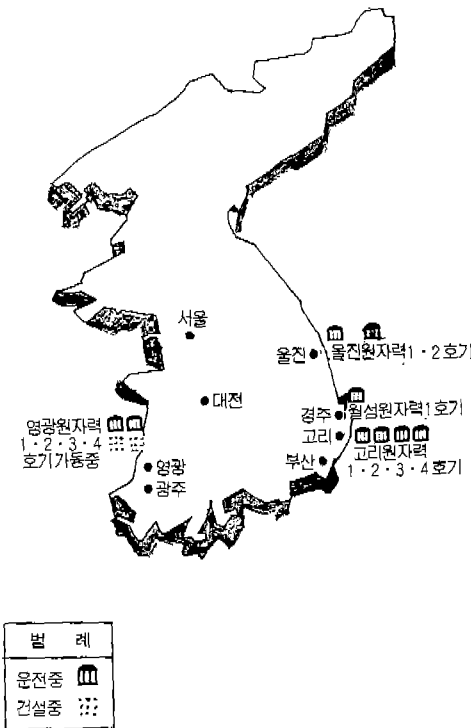 서울
울진
울진원자력1·2호기
대전
경주
월성원자력1호기
영광원자력
1·2·3·4
호기가동중
고리
고리원자력
1·2·3·4호기
부산
영광
광주
범 례
운전중
건설중